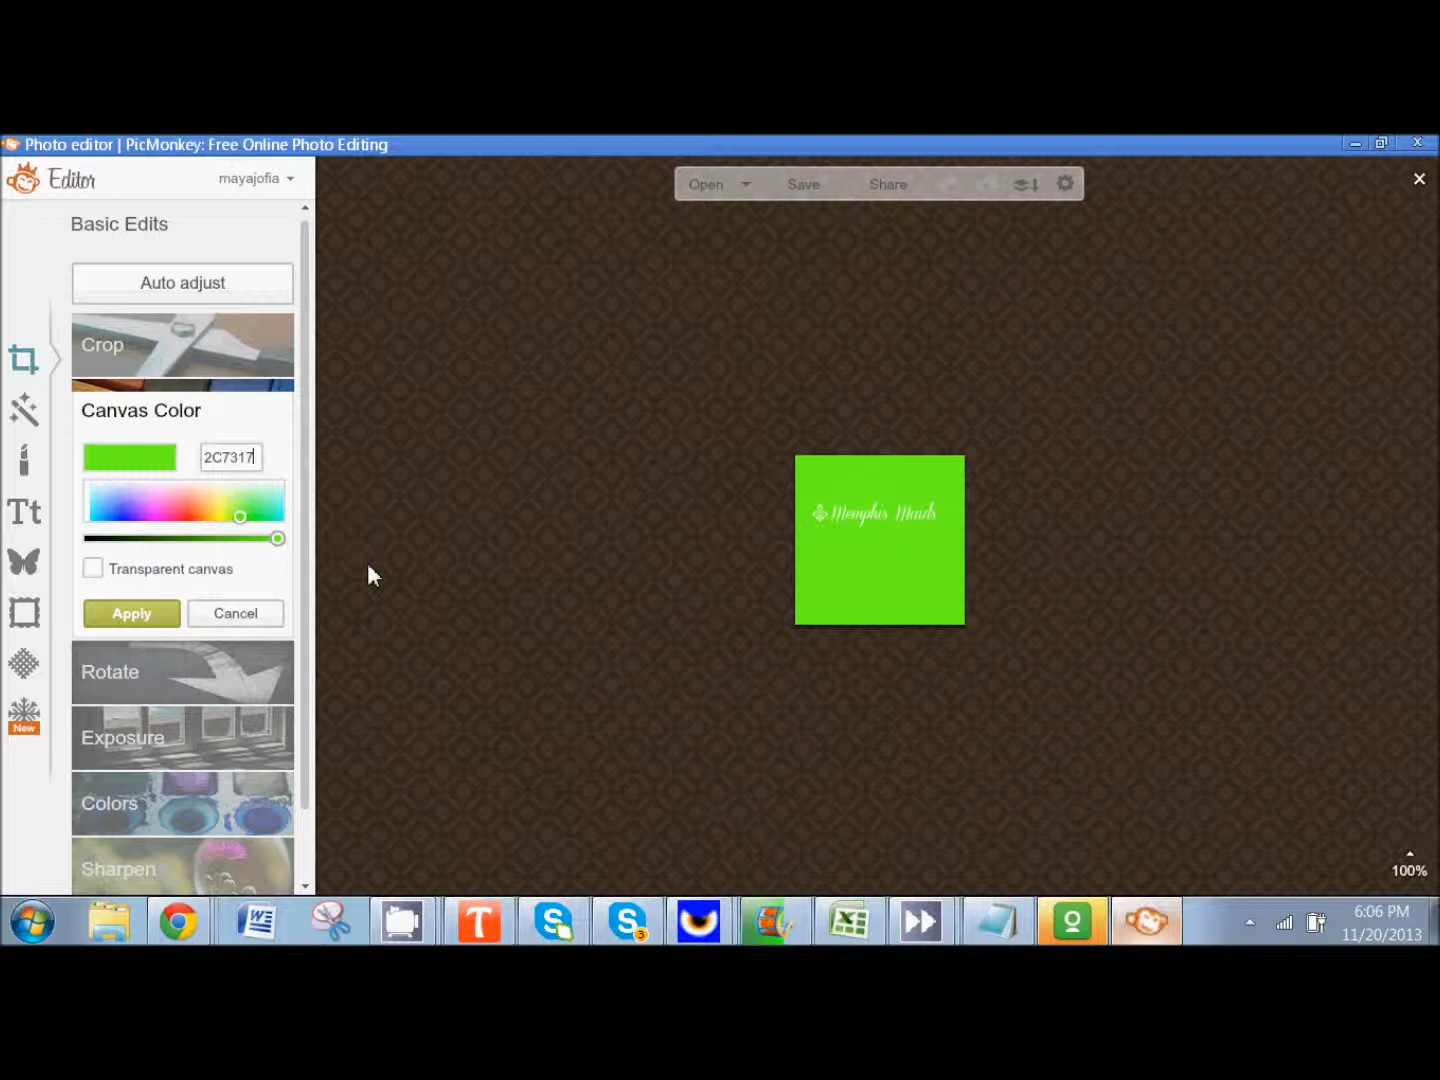 Photo editor | PicMonkey: Free Online Photo Editing
Editor
mayajofia
Open
Save
Share
Basic Edits
Auto adjust
Crop
Canvas Color
2C7317
Memphis Maids
Transparent canvas
Apply
Cancel
Rotate
New
Exposure
Colors
Sharpen
100%
W
T
S
S
3
X
6:06 PM
11/20/2013